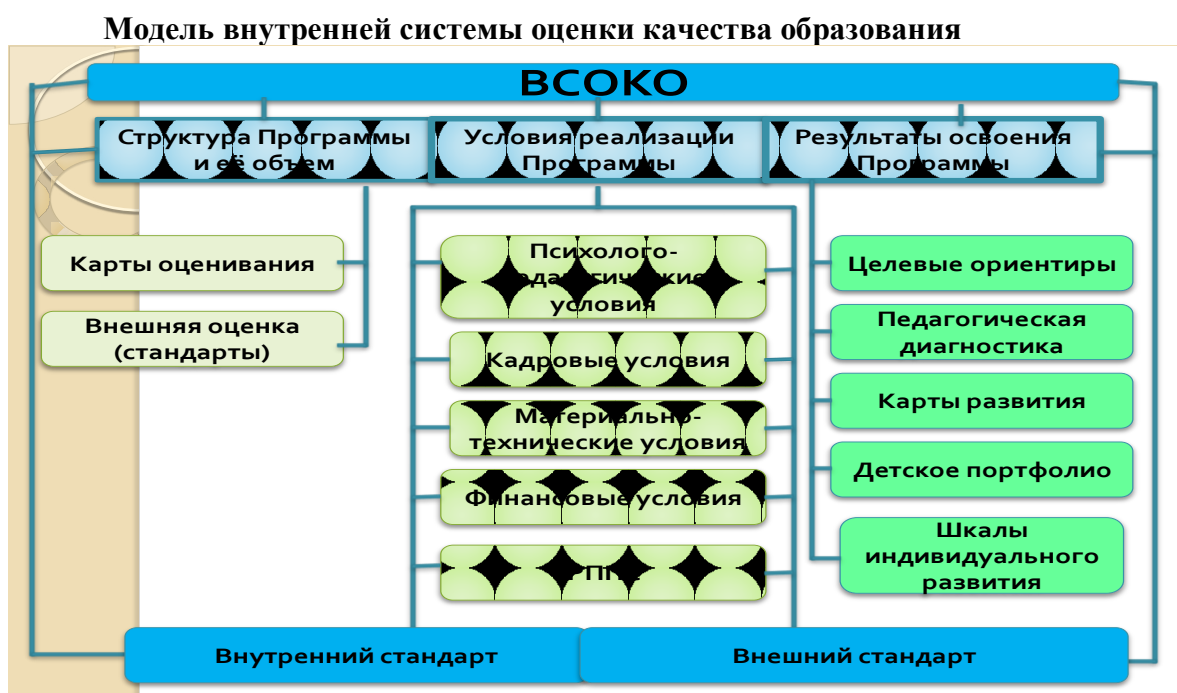 Модель внутренней системы оценки качества образования
ВСОКО
Структура Программы
и её объем
Условия реализации
Программы
Результаты освоения
Программы
Карты оценивания
Внешняя оценка
(стандарты)
Психолого-
педагогические
условия
Кадровые условия
Материально-
технические условия
Финансовые условия
Целевые ориентиры
Педагогическая
диагностика
Карты развития
Детское портфолио
Шкалы
индивидуального
развития
Внутренний стандарт
Внешний стандарт